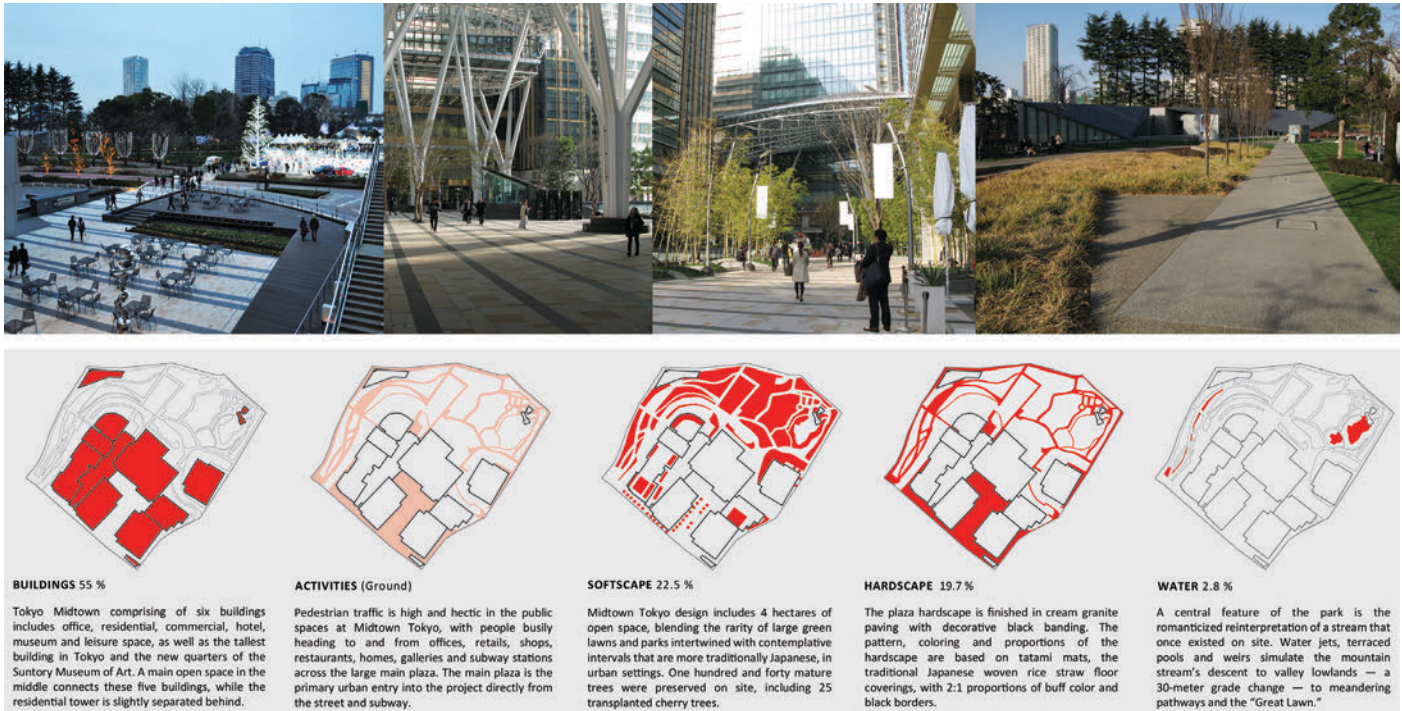 BUILDINGS 55 %
Tokyo Midtown comprising of six buildings
includes office, residential, commercial, hotel,
museum and leisure space, as well as the tallest
building in Tokyo and the new quarters of the
Suntory Museum of Art. A main open space in the
middle connects these five buildings, while the
residential tower is slightly separated behind.
ACTIVITIES (Ground)
Pedestrian traffic is high and hectic in the public
spaces at Midtown Tokyo, with people busily
heading to and from offices, retails, shops,
restaurants, homes, galleries and subway stations
across the large main plaza. The main plaza is the
primary urban entry into the project directly from
the street and subway.
SOFTSCAPE 22.5 %
Midtown Tokyo design includes 4 hectares of
open space, blending the rarity of large green
lawns and parks intertwined with contemplative
intervals that are more traditionally Japanese, in
urban settings. One hundred and forty mature
trees were preserved on site, including 25
transplanted cherry trees.
HARDSCAPE 19.7 %
The plaza hardscape is finished in cream granite
paving with decorative black banding. The
pattern, coloring and proportions of the
hardscape are based on tatami mats, the
traditional Japanese woven rice straw floor
coverings, with 2:1 proportions of buff color and
black borders.
WATER 2.8 %
A central feature of the park is the
romanticized reinterpretation of a stream that
once existed on site. Water jets, terraced
pools and weirs simulate the mountain
stream's descent to valley lowlands — a
30-meter grade change — to meandering
pathways and the “Great Lawn.”